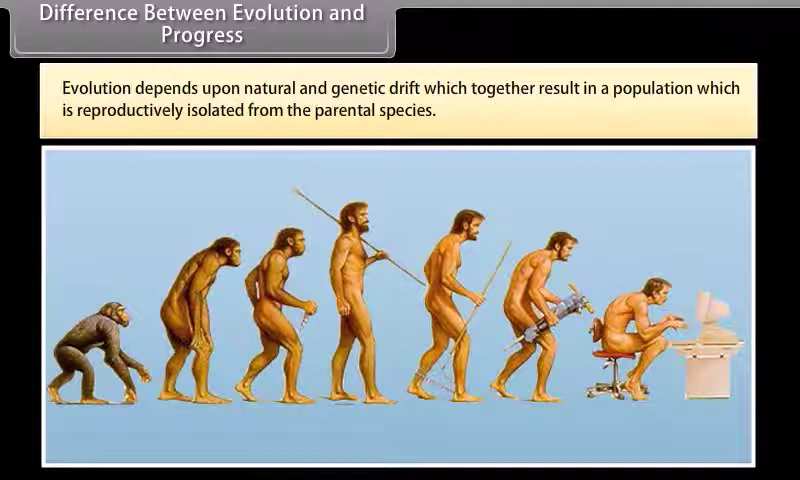 Difference Between Evolution and
Progress
Evolution depends upon natural and genetic drift which together result in a population which
is reproductively isolated from the parental species.